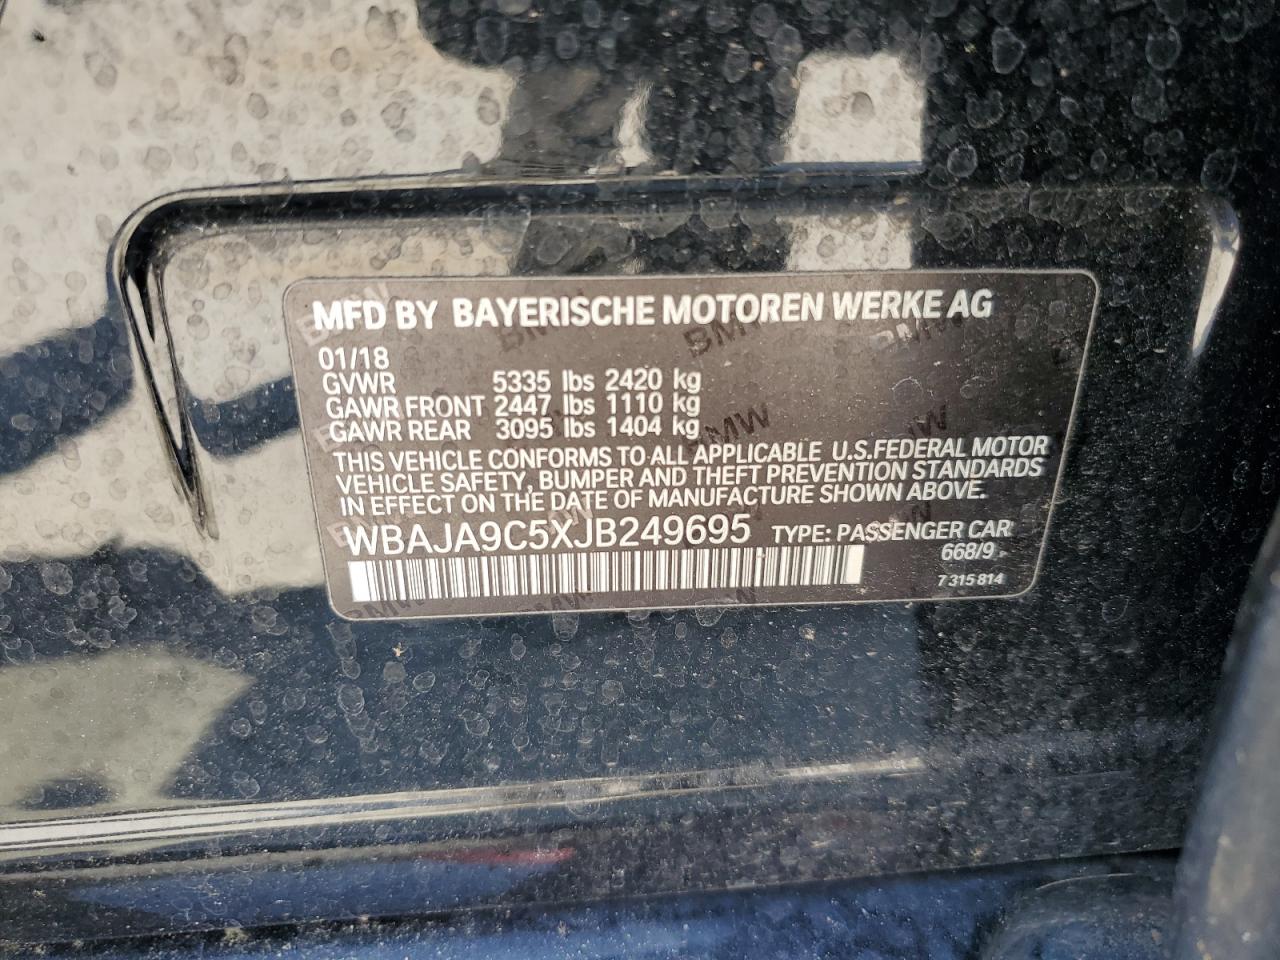 MFD BY BAYERISCHE MOTOREN WERKE AG
01/18
GVWR 5335 lbs 2420 kg
GAWR FRONT 2447 lbs 1110 kg
GAWR REAR 3095 lbs 1404 kg
THIS VEHICLE CONFORMS TO ALL APPLICABLE U.S.FEDERAL MOTOR
VEHICLE SAFETY, BUMPER AND THEFT PREVENTION STANDARDS
IN EFFECT ON THE DATE OF MANUFACTURE SHOWN ABOVE.
WBAJA9C5XJB249695 TYPE: PASSENGER CAR
668/9
7 315 814